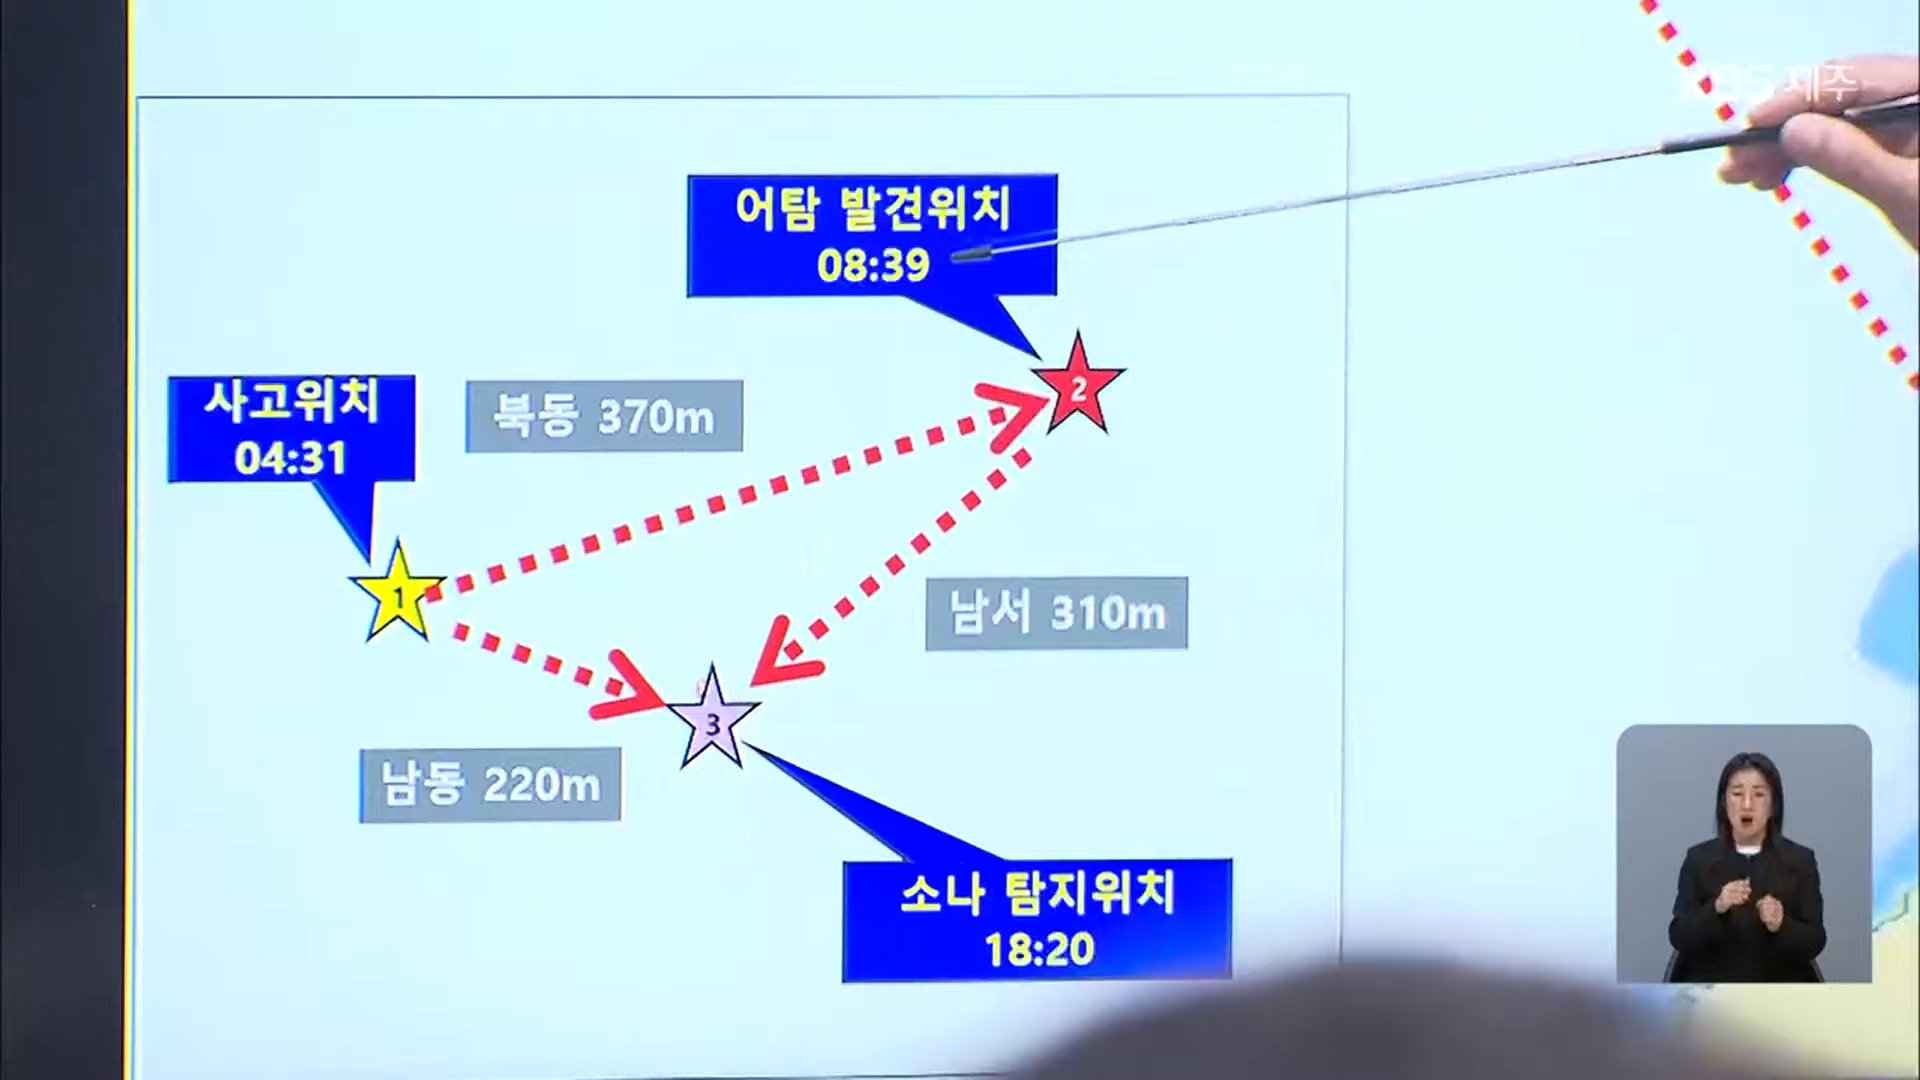 KBS 제주
어탐 발견위치
08:39
사고위치
04:31
북동 370m
2
1
남서 310m
3
남동 220m
소나 탐지위치
18:20